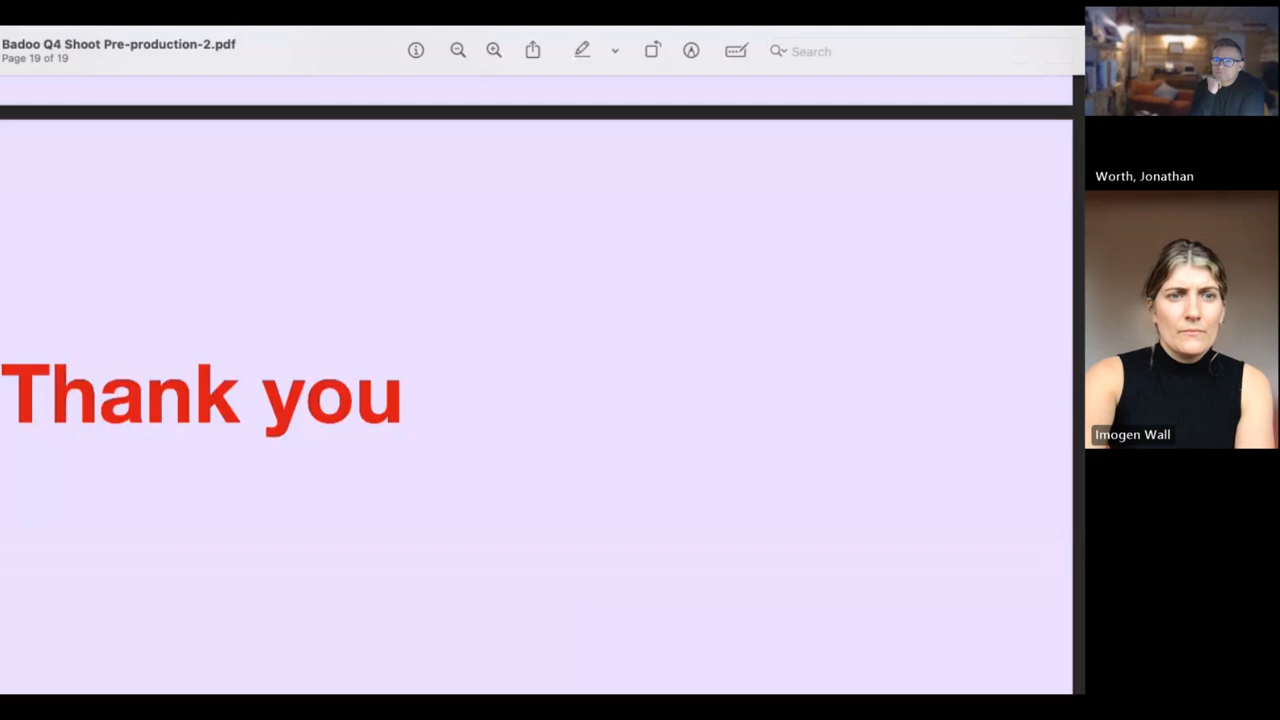 Badoo Q4 Shoot Pre-production-2.pdf
Page 19 of 19
Search
Thank you
Worth, Jonathan
Imogen Wall